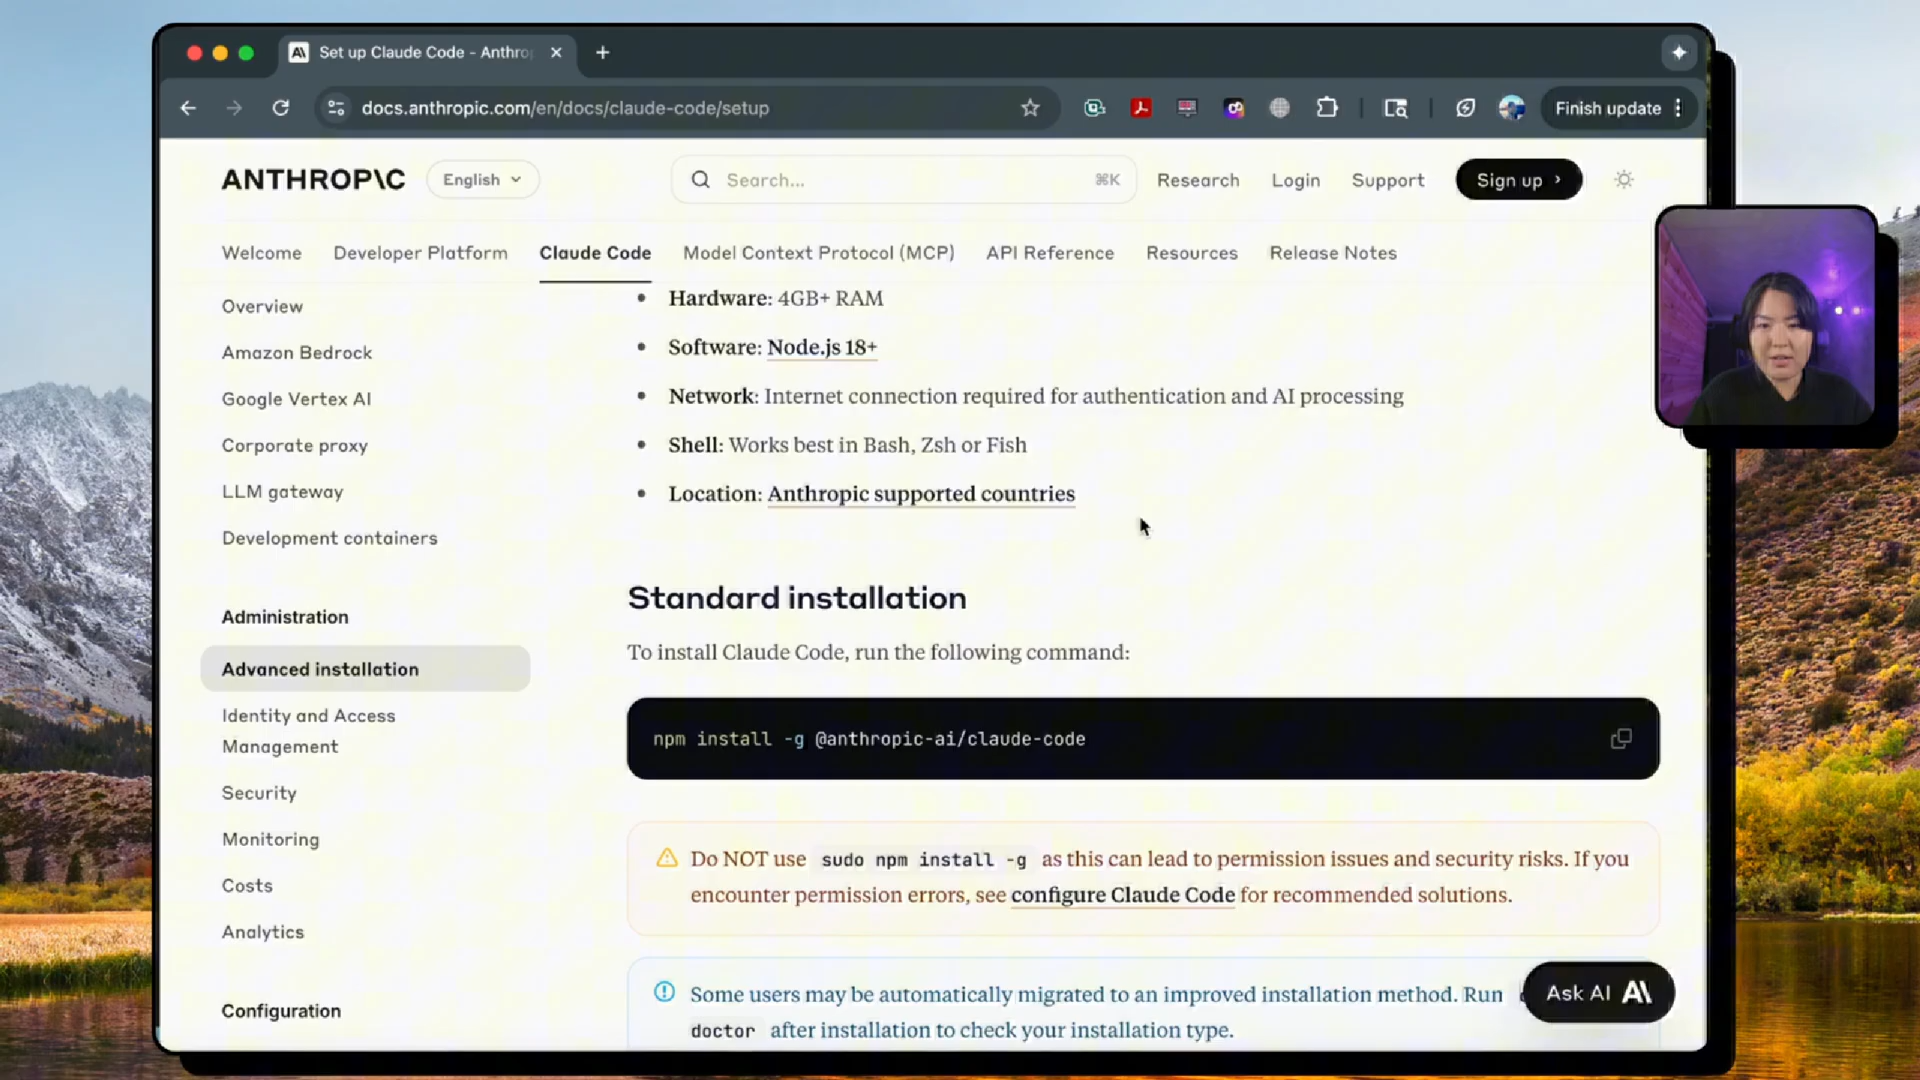 Set up Claude Code - Anthro
docs.anthropic.com/en/docs/claude-code/setup
Finish update
ANTHROP\C
English
Search...
⌘K
Research
Login
Support
Sign up
Welcome
Developer Platform
Claude Code
Model Context Protocol (MCP)
API Reference
Resources
Release Notes
Overview
Amazon Bedrock
Google Vertex AI
Corporate proxy
LLM gateway
Development containers
Administration
Advanced installation
Identity and Access
Management
Security
Monitoring
Costs
Analytics
Configuration
Hardware: 4GB+ RAM
Software: Node.js 18+
Network: Internet connection required for authentication and AI processing
Shell: Works best in Bash, Zsh or Fish
Location: Anthropic supported countries
Standard installation
To install Claude Code, run the following command:
npm install -g @anthropic-ai/claude-code
Do NOT use sudo npm install -g as this can lead to permission issues and security risks. If you
encounter permission errors, see configure Claude Code for recommended solutions.
Some users may be automatically migrated to an improved installation method. Run
doctor after installation to check your installation type.
Ask AI